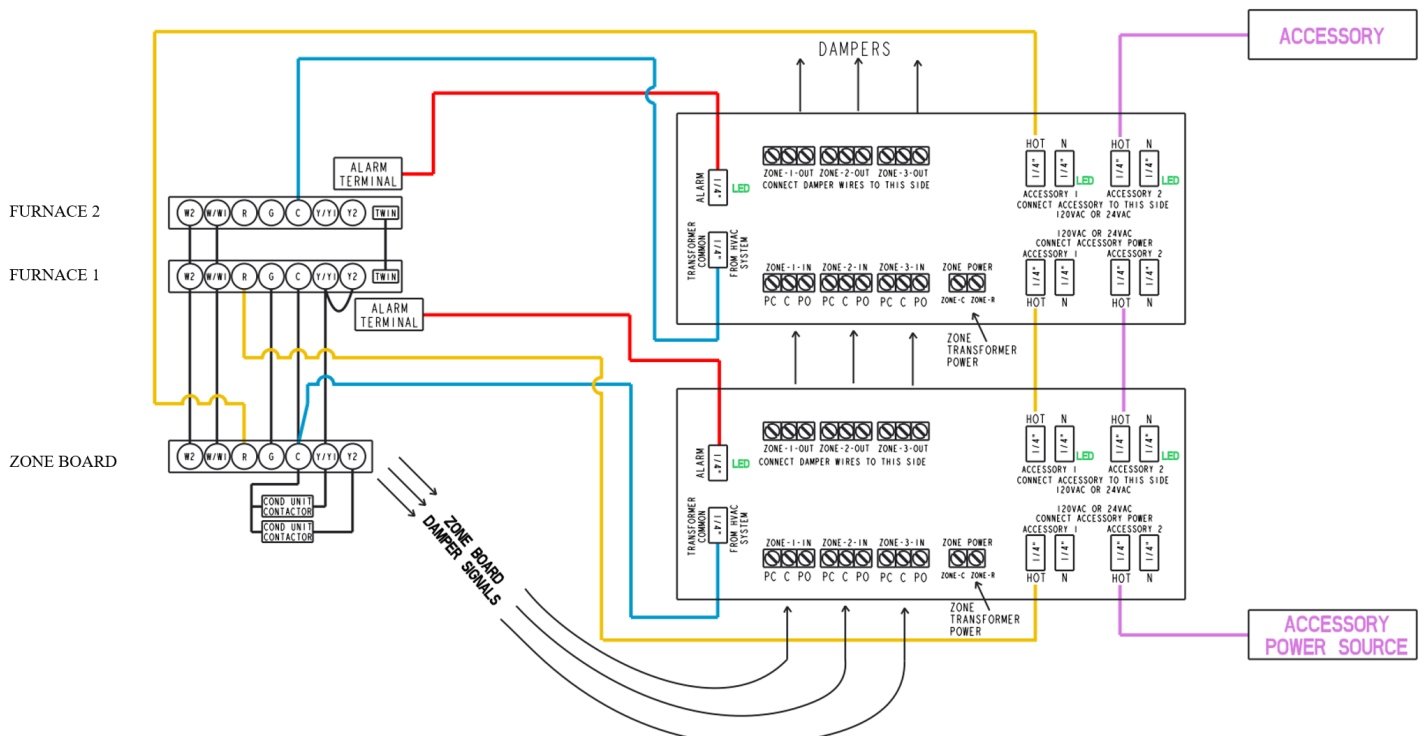 DAMPERS
ACCESSORY
ALARM
TERMINAL
FURNACE 2
W2 W/W1 R G C Y/Y1 Y2 TWIN
FURNACE 1
W2 W/W1 R G C Y/Y1 Y2 TWIN
ALARM
TERMINAL
ZONE BOARD
W2 W/W1 R G C Y/Y1 Y2
COND UNIT
CONTACTOR
COND UNIT
CONTACTOR
ZONE BOARD
DAMPER SIGNALS
ALARM
1/4"
LED
ZONE-1-OUT ZONE-2-OUT ZONE-3-OUT
CONNECT DAMPER WIRES TO THIS SIDE
HOT N HOT N
1/4" 1/4" 1/4" 1/4"
LED LED
ACCESSORY 1 ACCESSORY 2
CONNECT ACCESSORY TO THIS SIDE
120VAC OR 24VAC
TRANSFORMER
COMMON
1/4"
FROM HVAC
SYSTEM
120VAC OR 24VAC
CONNECT ACCESSORY POWER
ACCESSORY 1 ACCESSORY 2
1/4" 1/4" 1/4" 1/4"
HOT N HOT N
ZONE-1-IN ZONE-2-IN ZONE-3-IN ZONE POWER
PC C PO PC C PO PC C PO ZONE-C ZONE-R
ZONE
TRANSFORMER
POWER
ALARM
1/4"
LED
ZONE-1-OUT ZONE-2-OUT ZONE-3-OUT
CONNECT DAMPER WIRES TO THIS SIDE
HOT N HOT N
1/4" 1/4" 1/4" 1/4"
LED LED
ACCESSORY 1 ACCESSORY 2
CONNECT ACCESSORY TO THIS SIDE
120VAC OR 24VAC
TRANSFORMER
COMMON
1/4"
FROM HVAC
SYSTEM
120VAC OR 24VAC
CONNECT ACCESSORY POWER
ACCESSORY 1 ACCESSORY 2
1/4" 1/4" 1/4" 1/4"
HOT N HOT N
ZONE-1-IN ZONE-2-IN ZONE-3-IN ZONE POWER
PC C PO PC C PO PC C PO ZONE-C ZONE-R
ZONE
TRANSFORMER
POWER
ACCESSORY
POWER SOURCE